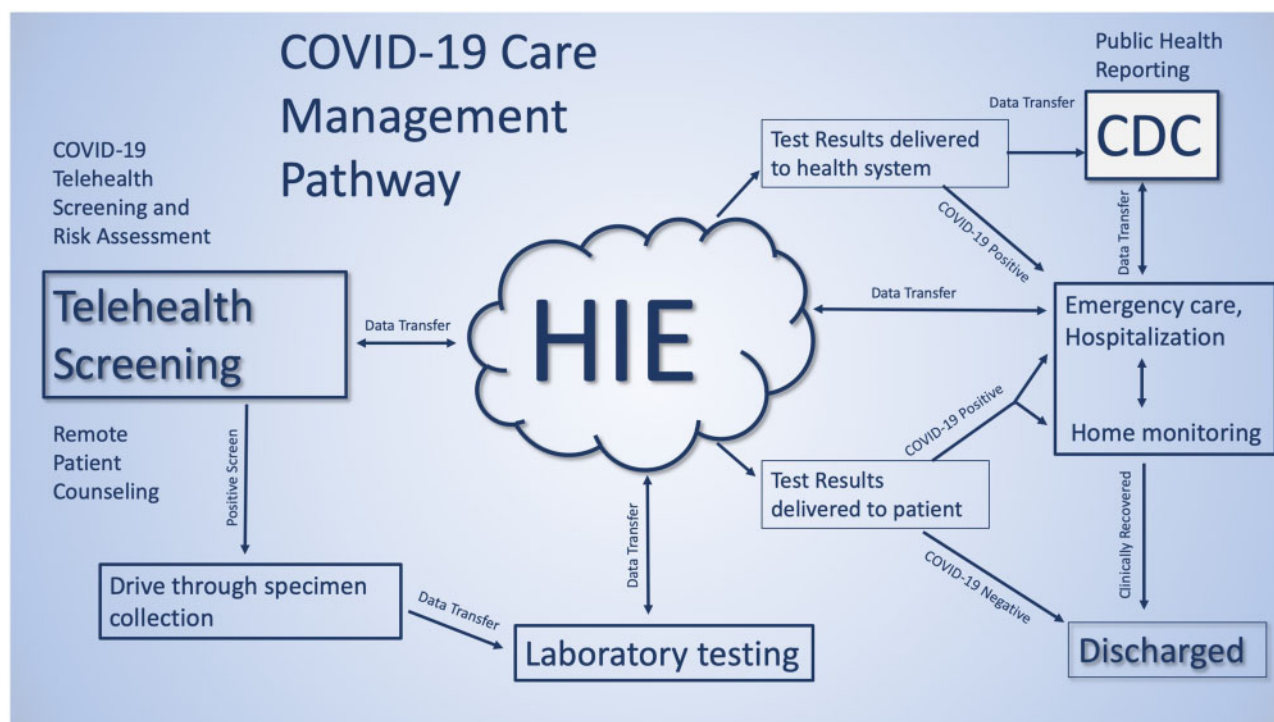 COVID-19 Care
Management
Pathway
COVID-19
Telehealth
Screening and
Risk Assessment
Telehealth
Screening
Remote
Patient
Counseling
Positive Screen
Drive through specimen
collection
Data Transfer
Data Transfer
HIE
Data Transfer
Laboratory testing
Test Results delivered
to health system
Data Transfer
Public Health
Reporting
CDC
COVID-19 Positive
Data Transfer
Data Transfer
Emergency care,
Hospitalization
Home monitoring
COVID-19 Positive
Test Results
delivered to patient
COVID-19 Negative
Clinically Recovered
Discharged